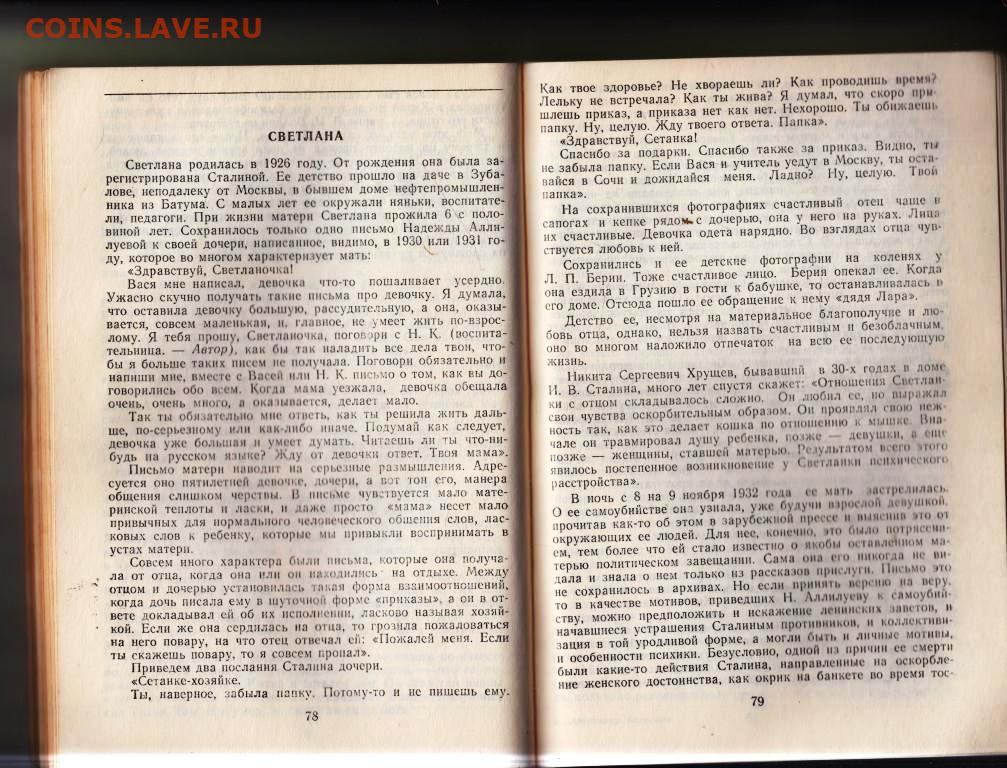 COINS.LAVE.RU
СВЕТЛАНА
Светлана родилась в 1926 году. От рождения она была за-
регистрирована Сталиной. Ее детство прошло на даче в Зуба-
лове, неподалеку от Москвы, в бывшем доме нефтепромышлен-
ника из Батума. С малых лет ее окружали няньки, воспитате-
ли, педагоги. При жизни матери Светлана прожила 6 с поло-
виной лет. Сохранилось только одно письмо Надежды Алли-
луевой к своей дочери, написанное, видимо, в 1930 или 1931 го-
ду, которое во многом характеризует мать:
«Здравствуй, Светланочка!
Вася мне написал, девочка что-то пошаливает усердно.
Ужасно скучно получать такие письма про девочку. Я думала,
что оставила девочку большую, рассудительную, а она, оказы-
вается, совсем маленькая, и, главное, не умеет жить по-взрос-
лому. Я тебя прошу, Светланочка, поговори с Н. К. (воспита-
тельница. — Автор), как бы так наладить все дела твои, что-
бы я больше таких писем не получала. Поговори обязательно и
напиши мне, вместе с Васей или Н. К. письмо о том, как вы до-
говорились обо всем. Когда мама уезжала, девочка обещала
очень, очень много, а оказывается, делает мало.
Так ты обязательно мне ответь, как ты решила жить даль-
ше, по-серьезному или как-либо иначе. Подумай как следует,
девочка уже большая и умеет думать. Читаешь ли ты что-ни-
будь на русском языке? Жду от девочки ответ. Твоя мама».
Письмо матери наводит на серьезные размышления. Адре-
суется оно пятилетней девочке, дочери, а вот тон его, манера
общения слишком черствы. В письме чувствуется мало мате-
ринской теплоты и ласки, и даже просто «мама» несет мало
привычных для нормального человеческого общения слов, лас-
ковых слов к ребенку, которые мы привыкли воспринимать в
устах матери.
Совсем иного характера были письма, которые она получа-
ла от отца, когда она или он находились на отдыхе. Между
отцом и дочерью установилась такая форма взаимоотношений,
когда дочь писала ему в шуточной форме «приказы», а он в от-
вете докладывал ей об их исполнении, ласково называя хозяй-
кой. Если же она сердилась на отца, то грозила пожаловаться
на него повару, на что отец отвечал ей: «Пожалей меня. Если
ты скажешь повару, то я совсем пропал».
Приведем два послания Сталина дочери.
«Сетанке-хозяйке.
Ты, наверное, забыла папку. Потому-то и не пишешь ему.
78
Как твое здоровье? Не хвораешь ли? Как проводишь время?
Лельку не встречала? Как ты жива? Я думал, что скоро при-
шлешь приказ, а приказа нет как нет. Нехорошо. Ты обижаешь
папку. Ну, целую. Жду твоего ответа. Папка».
«Здравствуй, Сетанка!
Спасибо за подарки. Спасибо также за приказ. Видно, ты
не забыла папку. Если Вася и учитель уедут в Москву, ты оста-
вайся в Сочи и дожидайся меня. Ладно? Ну, целую. Твой
папка».
На сохранившихся фотографиях счастливый отец чаще в
сапогах и кепке рядом с дочерью, она у него на руках. Лица
их счастливые. Девочка одета нарядно. Во взглядах отца чув-
ствуется любовь к ней.
Сохранились и ее детские фотографии на коленях у
Л. П. Берии. Тоже счастливое лицо. Берия опекал ее. Когда
она ездила в Грузию в гости к бабушке, то останавливалась в
его доме. Отсюда пошло ее обращение к нему «дядя Лара».
Детство ее, несмотря на материальное благополучие и лю-
бовь отца, однако, нельзя назвать счастливым и безоблачным,
оно во многом наложило отпечаток на всю ее последующую
жизнь.
Никита Сергеевич Хрущев, бывавший в 30-х годах в доме
И. В. Сталина, много лет спустя скажет: «Отношения Светлан-
ки с отцом складывалось сложно. Он любил ее, но выражал
свои чувства оскорбительным образом. Он проявлял свою неж-
ность так, как это делает кошка по отношению к мышке. Вна-
чале он травмировал душу ребенка, позже — девушки, а еще
позже — женщины, ставшей матерью. Результатом всего этого
явилось постепенное возникновение у Светланки психического
расстройства».
В ночь с 8 на 9 ноября 1932 года ее мать застрелилась.
О ее самоубийстве она узнала, уже будучи взрослой девушкой,
прочитав как-то об этом в зарубежной прессе и выяснив это от
окружающих ее людей. Для нее, конечно, это было потрясени-
ем, тем более что ей стало известно о якобы оставленном ма-
терью политическом завещании. Сама она его никогда не ви-
дала и знала о нем только из рассказов прислуги. Письмо это
не сохранилось в архивах. Но если принять версию на веру,
то в качестве мотивов, приведших Н. Аллилуеву к самоубий-
ству, можно предположить и искажение ленинских заветов, и
начавшиеся устрашения Сталиным противников, и коллективи-
зация в той уродливой форме, а могли быть и личные мотивы,
и особенности психики. Безусловно, одной из причин ее смерти
были какие-то действия Сталина, направленные на оскорбле-
ние женского достоинства, как окрик на банкете во время тос-
79